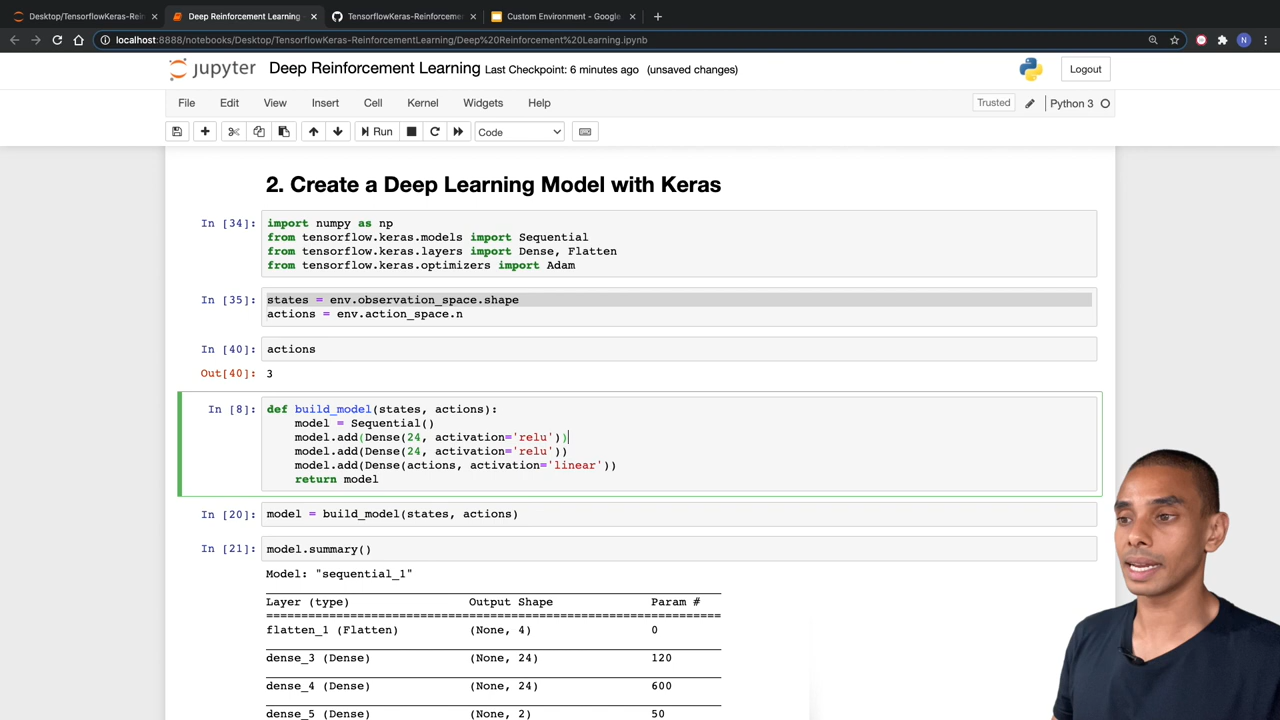 Desktop/TensorflowKeras-Rein
Deep Reinforcement Learning
TensorflowKeras-Reinforcemen
Custom Environment - Google
localhost:8888/notebooks/Desktop/TensorflowKeras-ReinforcementLearning/Deep%20Reinforcement%20Learning.ipynb
N
jupyter Deep Reinforcement Learning Last Checkpoint: 6 minutes ago (unsaved changes)
Logout
File Edit View Insert Cell Kernel Widgets Help
Trusted Python 3
Run Code
2. Create a Deep Learning Model with Keras
In [34]: import numpy as np
from tensorflow.keras.models import Sequential
from tensorflow.keras.layers import Dense, Flatten
from tensorflow.keras.optimizers import Adam
In [35]: states = env.observation_space.shape
actions = env.action_space.n
In [40]: actions
Out[40]: 3
In [8]: def build_model(states, actions):
model = Sequential()
model.add(Dense(24, activation='relu'))
model.add(Dense(24, activation='relu'))
model.add(Dense(actions, activation='linear'))
return model
In [20]: model = build_model(states, actions)
In [21]: model.summary()
Model: "sequential_1"
Layer (type) Output Shape Param #
=================================================================
flatten_1 (Flatten) (None, 4) 0
dense_3 (Dense) (None, 24) 120
dense_4 (Dense) (None, 24) 600
dense_5 (Dense) (None, 2) 50